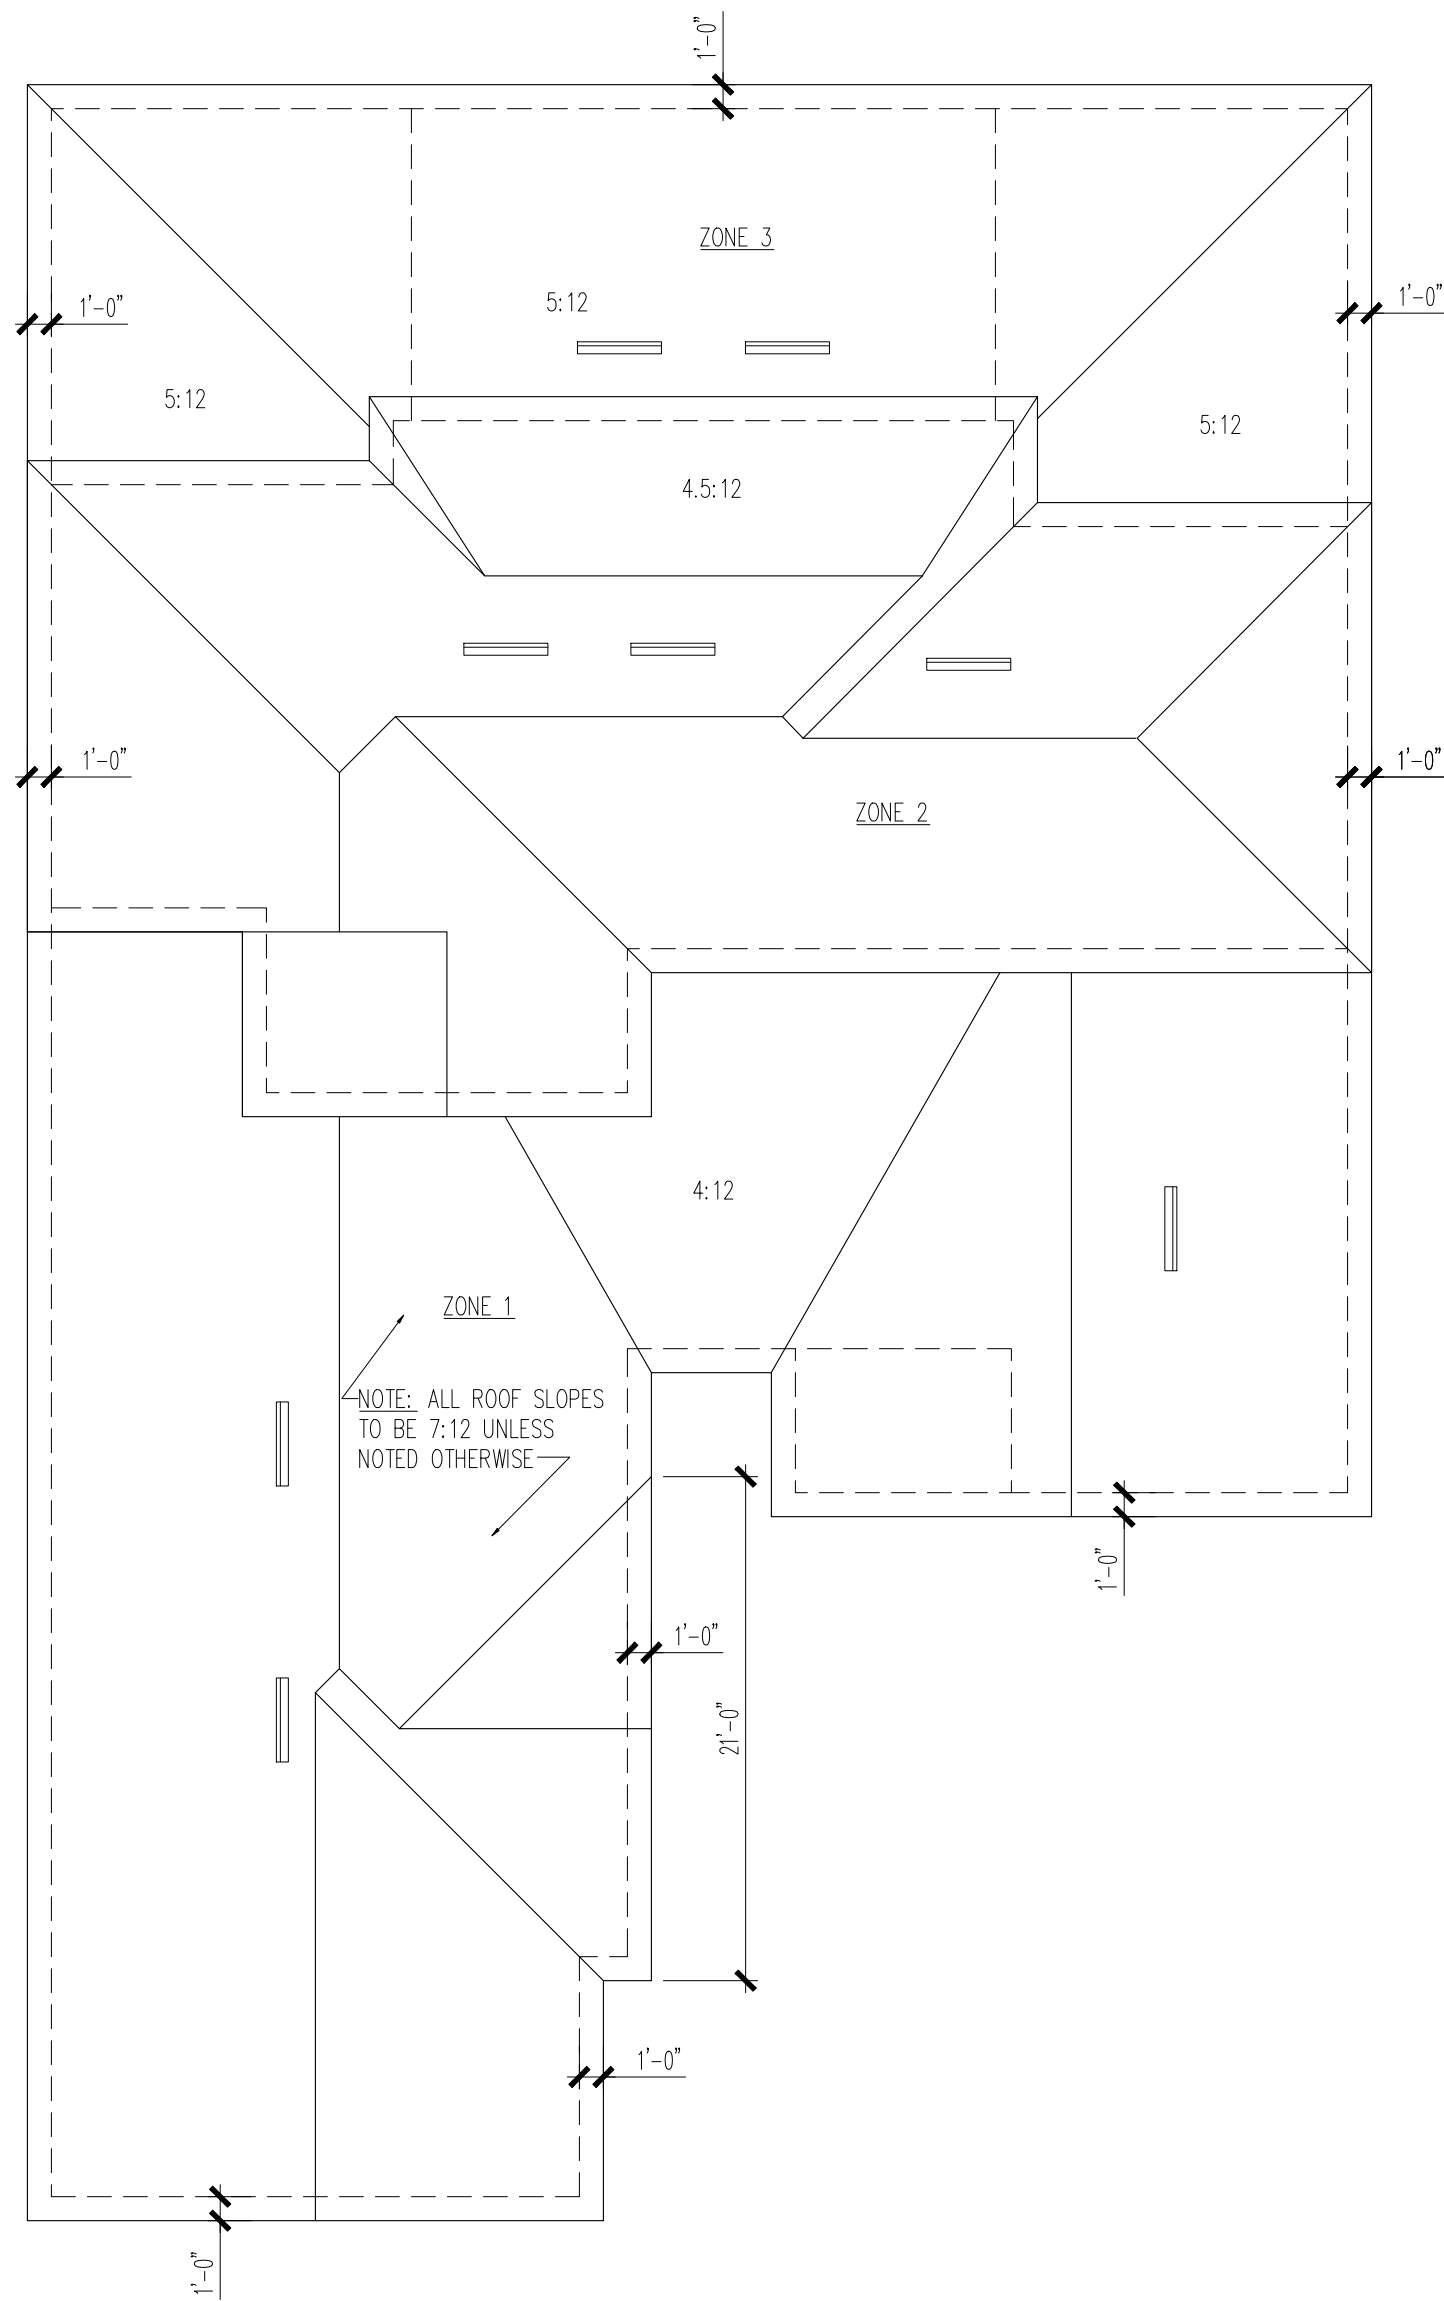 1'-0"
ZONE 3
5:12
1'-0"
1'-0"
5:12
5:12
4.5:12
1'-0"
1'-0"
ZONE 2
4:12
ZONE 1
NOTE: ALL ROOF SLOPES
TO BE 7:12 UNLESS
NOTED OTHERWISE
1'-0"
1'-0"
21'-0"
1'-0"
1'-0"